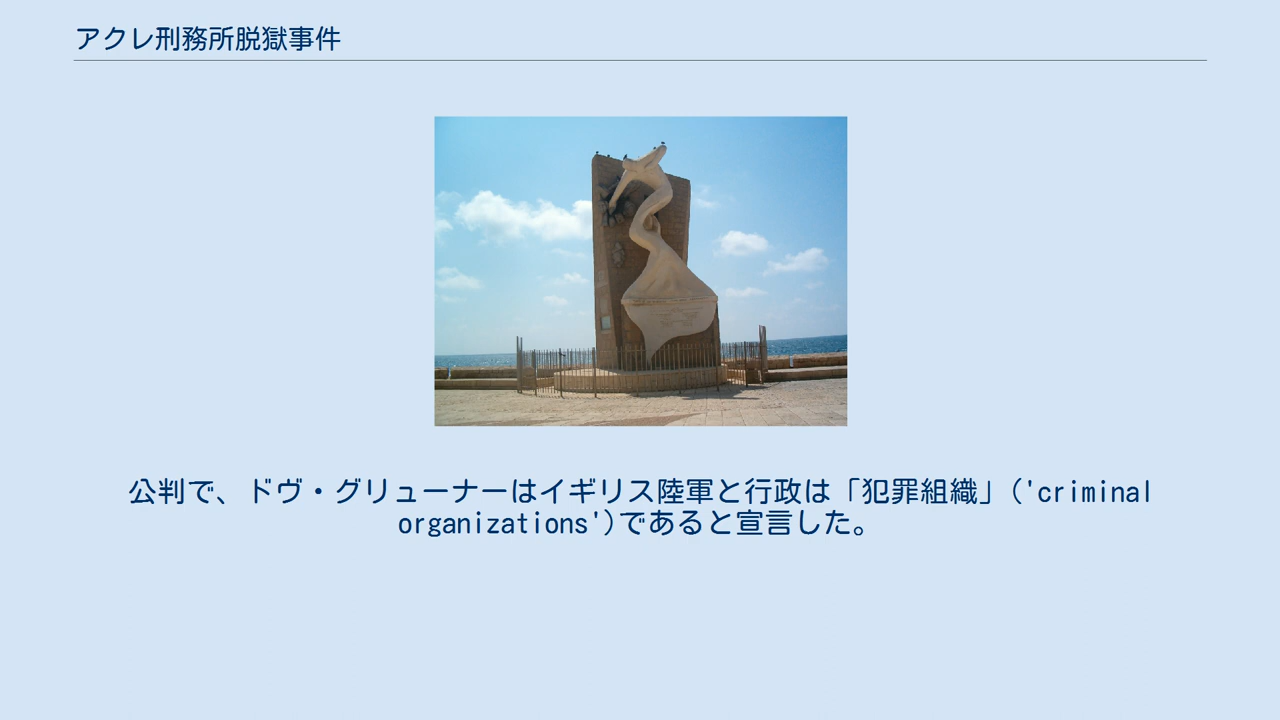 アクレ刑務所脱獄事件
公判で、ドヴ・グリューナーはイギリス陸軍と行政は「犯罪組織」('criminal
organizations')であると宣言した。